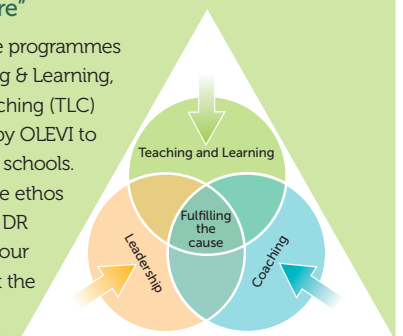 re"
e programmes
g & Learning,
ching (TLC)
by OLEVI to
schools.
e ethos
DR
our
t the
Teaching and Learning
Fulfilling
the
cause
Leadership
Coaching